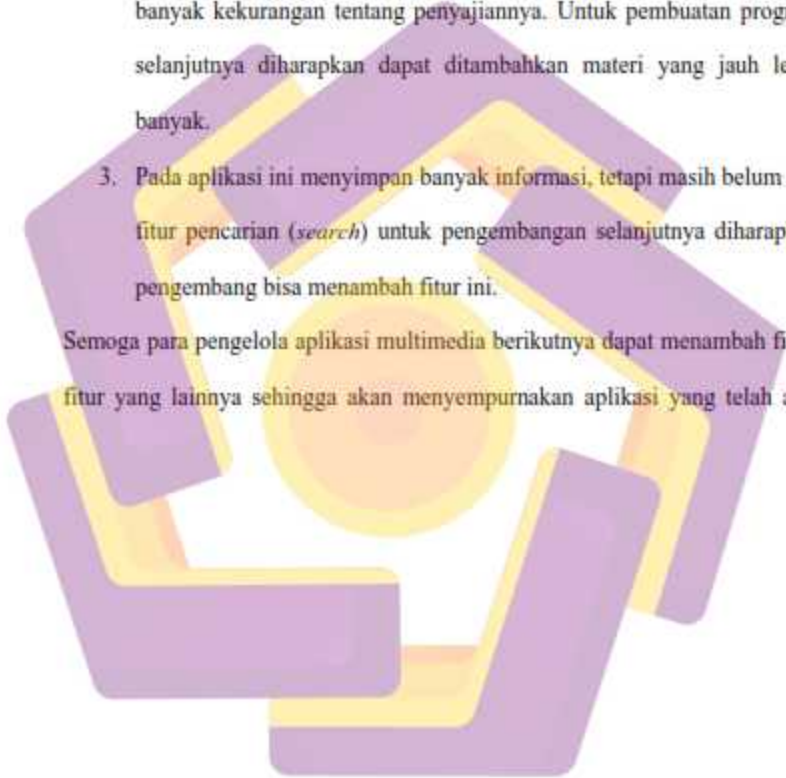 banyak kekurangan tentang penyajiannya. Untuk pembuatan progr
selanjutnya diharapkan dapat ditambahkan materi yang jauh le
banyak.
3. Pada aplikasi ini menyimpan banyak informasi, tetapi masih belum
fitur pencarian (search) untuk pengembangan selanjutnya diharap
pengembang bisa menambah fitur ini.
Semoga para pengelola aplikasi multimedia berikutnya dapat menambah fi
fitur yang lainnya sehingga akan menyempurnakan aplikasi yang telah a